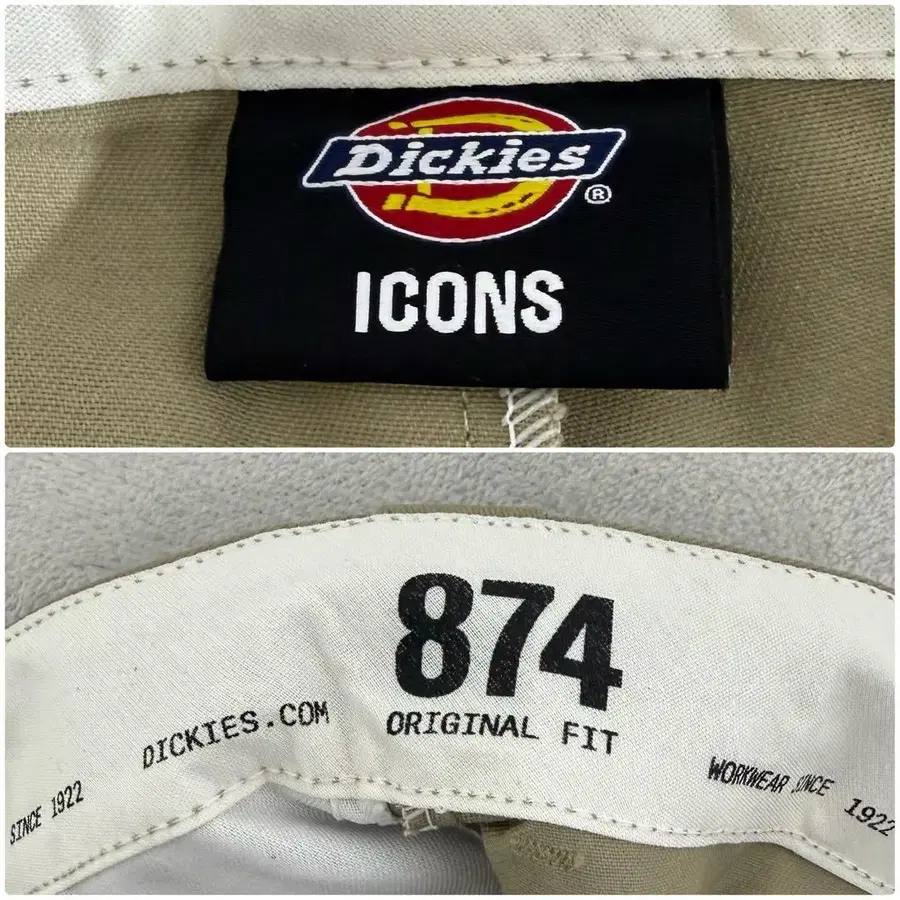 Dickies®
ICONS
874
ORIGINAL FIT
DICKIES.COM
SINCE 1922
WORKWEAR SINCE 1922